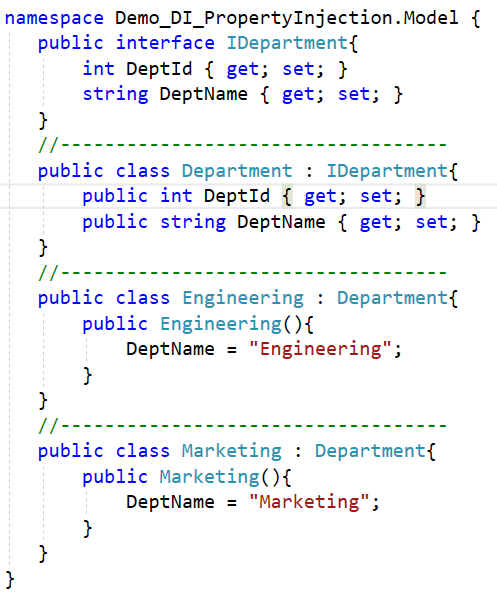 namespace Demo_DI_PropertyInjection.Model {
public interface IDepartment{
int DeptId { get; set; }
string DeptName { get; set; }
}
//-----------------------------------
public class Department : IDepartment{
public int DeptId { get; set; }
public string DeptName { get; set; }
}
//-----------------------------------
public class Engineering : Department{
public Engineering(){
DeptName = "Engineering";
}
}
//-----------------------------------
public class Marketing : Department{
public Marketing(){
DeptName = "Marketing";
}
}
}